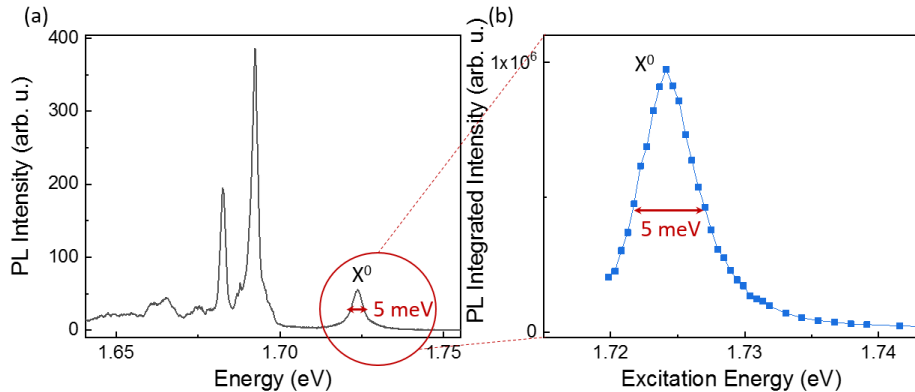 (a)
400
300
200
100
0
PL Intensity (arb. u.)
X⁰
5 meV
1.65
1.70
1.75
Energy (eV)
(b)
1x10⁶
0
PL Integrated Intensity (arb. u.)
X⁰
5 meV
1.72
1.73
1.74
Excitation Energy (eV)